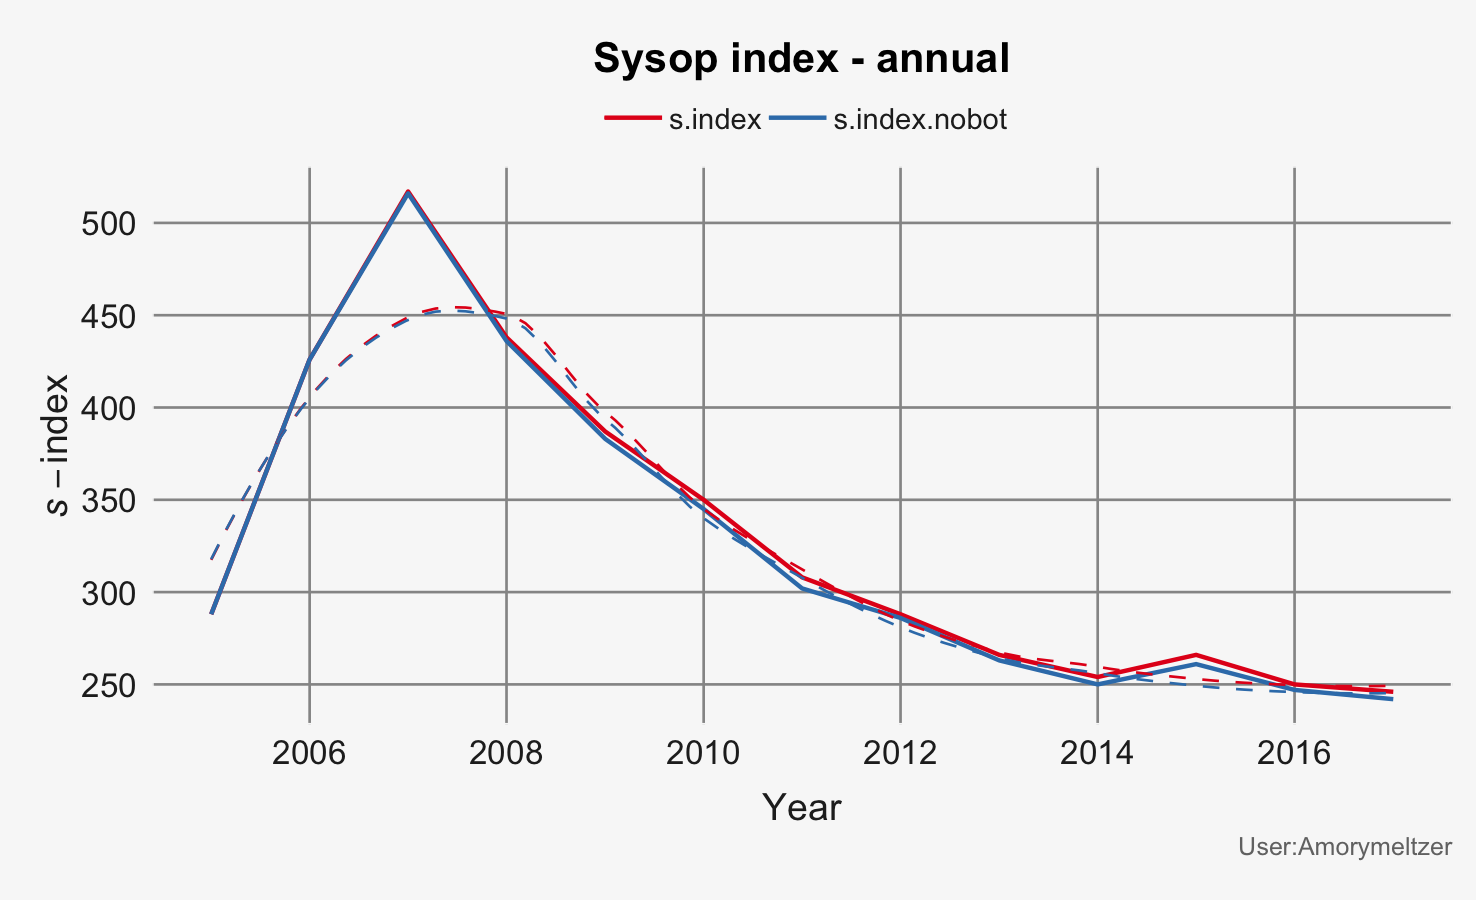 Sysop index - annual
s.index s.index.nobot
500
450
400
350
300
250
s – index
2006 2008 2010 2012 2014 2016
Year
User:Amorymeltzer